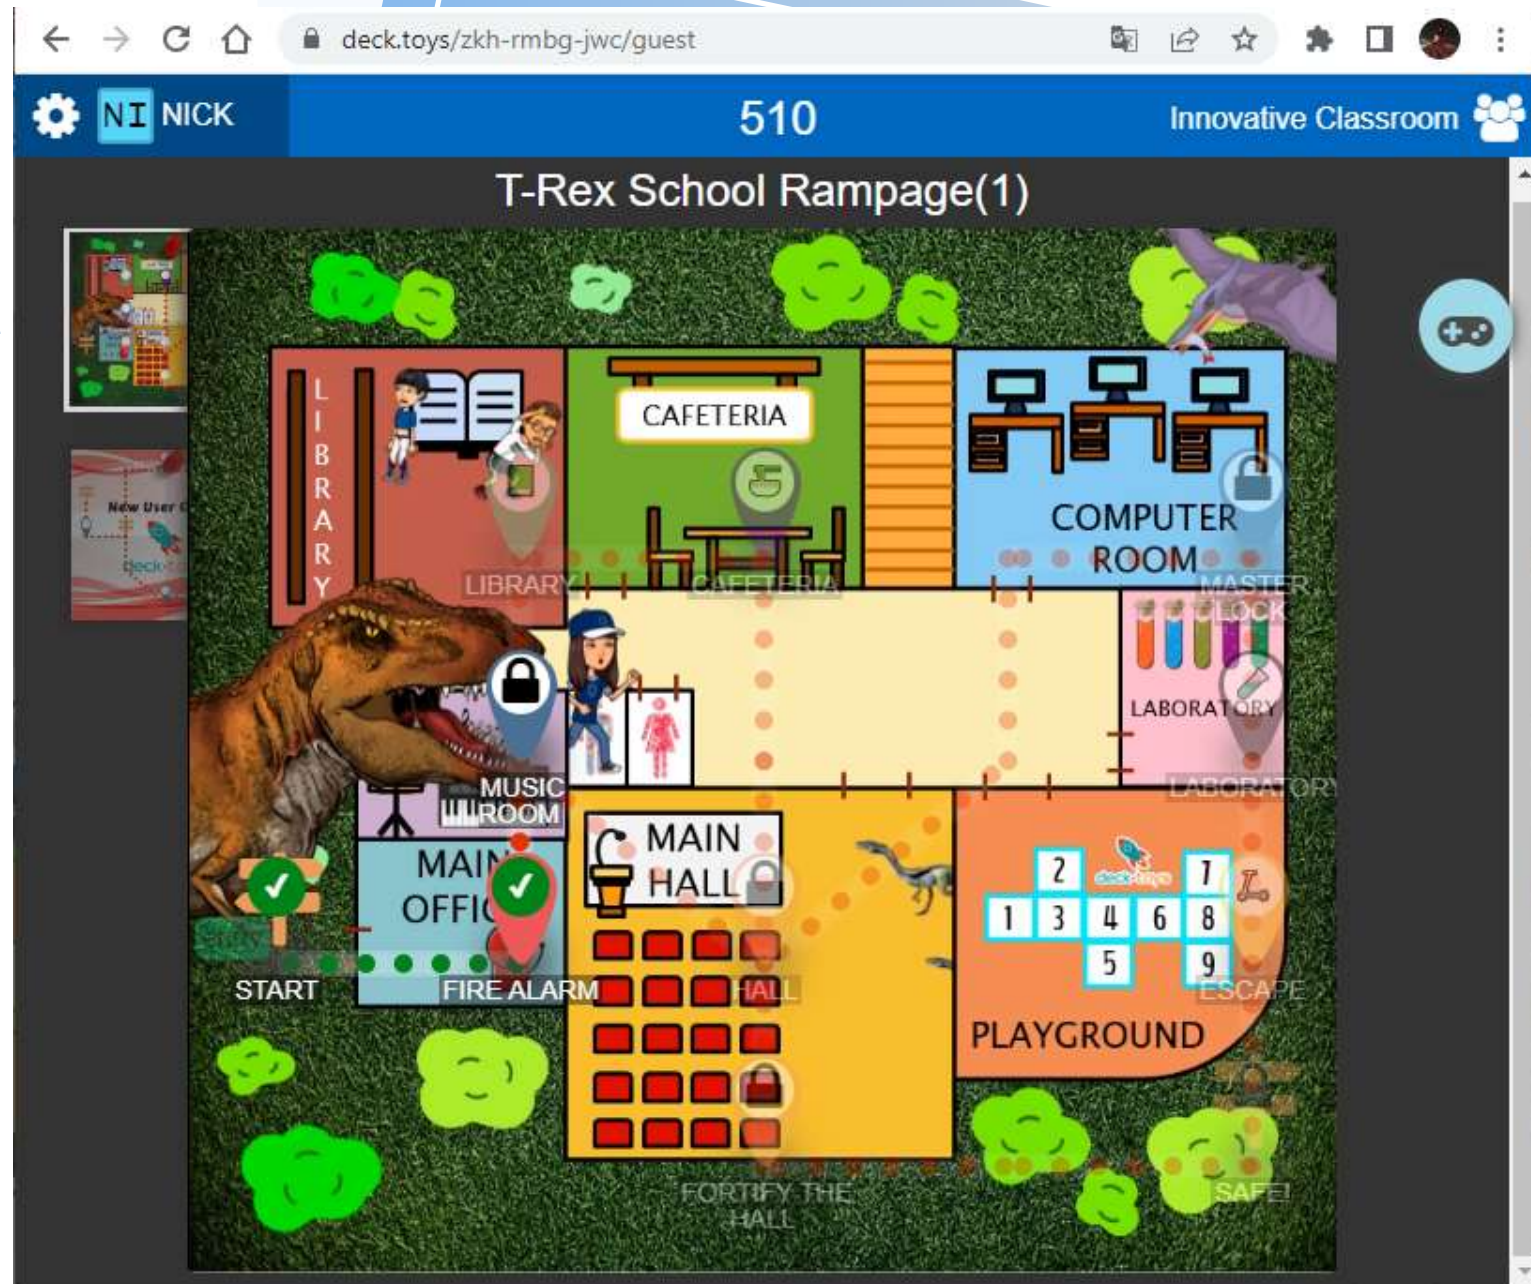 deck.toys/zkh-rmbg-jwc/guest
NI NICK
510
Innovative Classroom
T-Rex School Rampage(1)
New User
LIBRARY
CAFETERIA
COMPUTER
ROOM
LIBRARY
CAFETERIA
MASTER
LOCK
LABORATORY
MUSIC
ROOM
LABORATORY
MAIN
HALL
MAIN
2
deck.toys
7
1 3 4 6 8
5 9
START
FIRE ALARM
HALL
ESCAPE
PLAYGROUND
FORTIFY THE
HALL
SAFE!